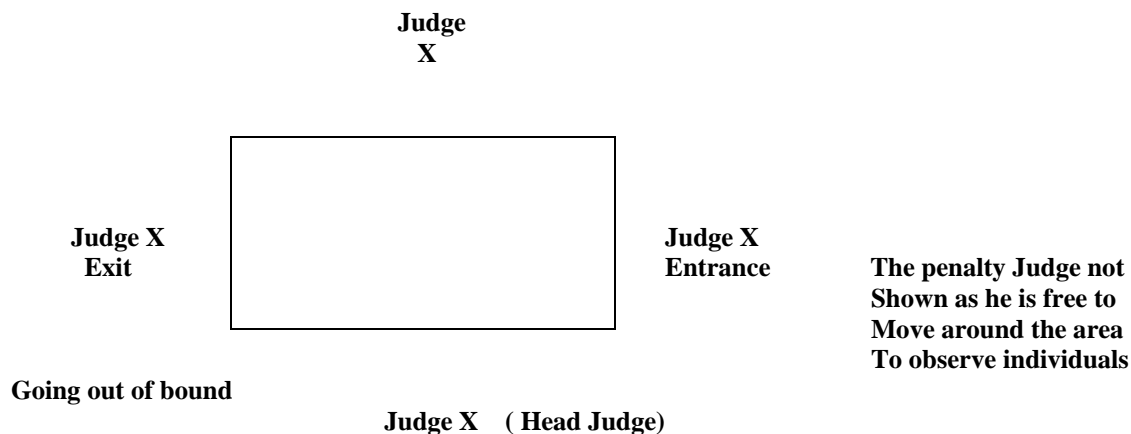 Judge
X
Judge X
Exit
Judge X
Entrance
The penalty Judge not
Shown as he is free to
Move around the area
To observe individuals
Going out of bound
Judge X ( Head Judge)